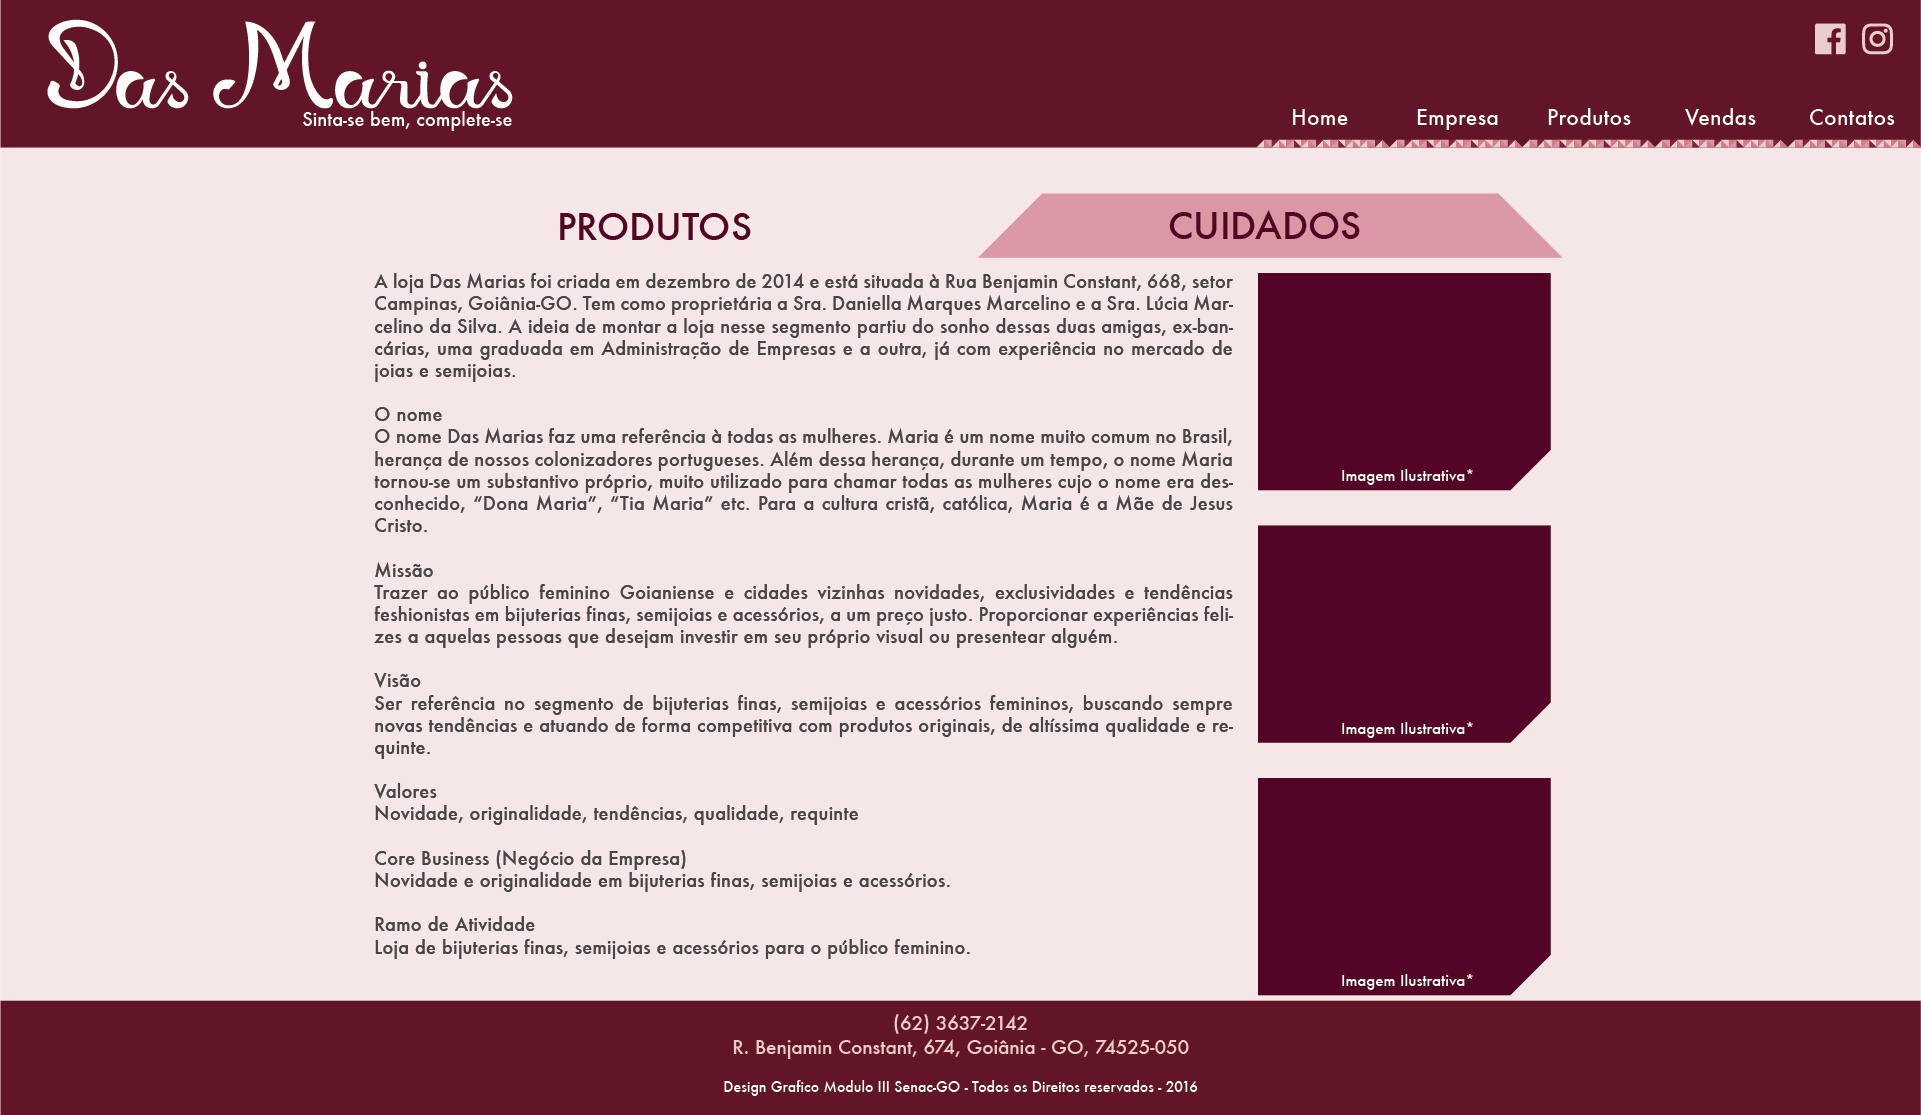 Das Marias
Sinta-se bem, complete-se
Home Empresa Produtos Vendas Contatos
PRODUTOS
CUIDADOS
A loja Das Marias foi criada em dezembro de 2014 e está situada à Rua Benjamin Constant, 668, setor
Campinas, Goiânia-GO. Tem como proprietária a Sra. Daniella Marques Marcelino e a Sra. Lúcia Mar-
celino da Silva. A ideia de montar a loja nesse segmento partiu do sonho dessas duas amigas, ex-ban-
cárias, uma graduada em Administração de Empresas e a outra, já com experiência no mercado de
joias e semijoias.
O nome
O nome Das Marias faz uma referência à todas as mulheres. Maria é um nome muito comum no Brasil,
herança de nossos colonizadores portugueses. Além dessa herança, durante um tempo, o nome Maria
tornou-se um substantivo próprio, muito utilizado para chamar todas as mulheres cujo o nome era des-
conhecido, “Dona Maria”, “Tia Maria” etc. Para a cultura cristã, católica, Maria é a Mãe de Jesus
Cristo.
Missão
Trazer ao público feminino Goianiense e cidades vizinhas novidades, exclusividades e tendências
feshionistas em bijuterias finas, semijoias e acessórios, a um preço justo. Proporcionar experiências feli-
zes a aquelas pessoas que desejam investir em seu próprio visual ou presentear alguém.
Visão
Ser referência no segmento de bijuterias finas, semijoias e acessórios femininos, buscando sempre
novas tendências e atuando de forma competitiva com produtos originais, de altíssima qualidade e re-
quinte.
Valores
Novidade, originalidade, tendências, qualidade, requinte
Core Business (Negócio da Empresa)
Novidade e originalidade em bijuterias finas, semijoias e acessórios.
Ramo de Atividade
Loja de bijuterias finas, semijoias e acessórios para o público feminino.
Imagem Ilustrativa*
Imagem Ilustrativa*
Imagem Ilustrativa*
(62) 3637-2142
R. Benjamin Constant, 674, Goiânia - GO, 74525-050
Design Grafico Modulo III Senac-GO - Todos os Direitos reservados - 2016